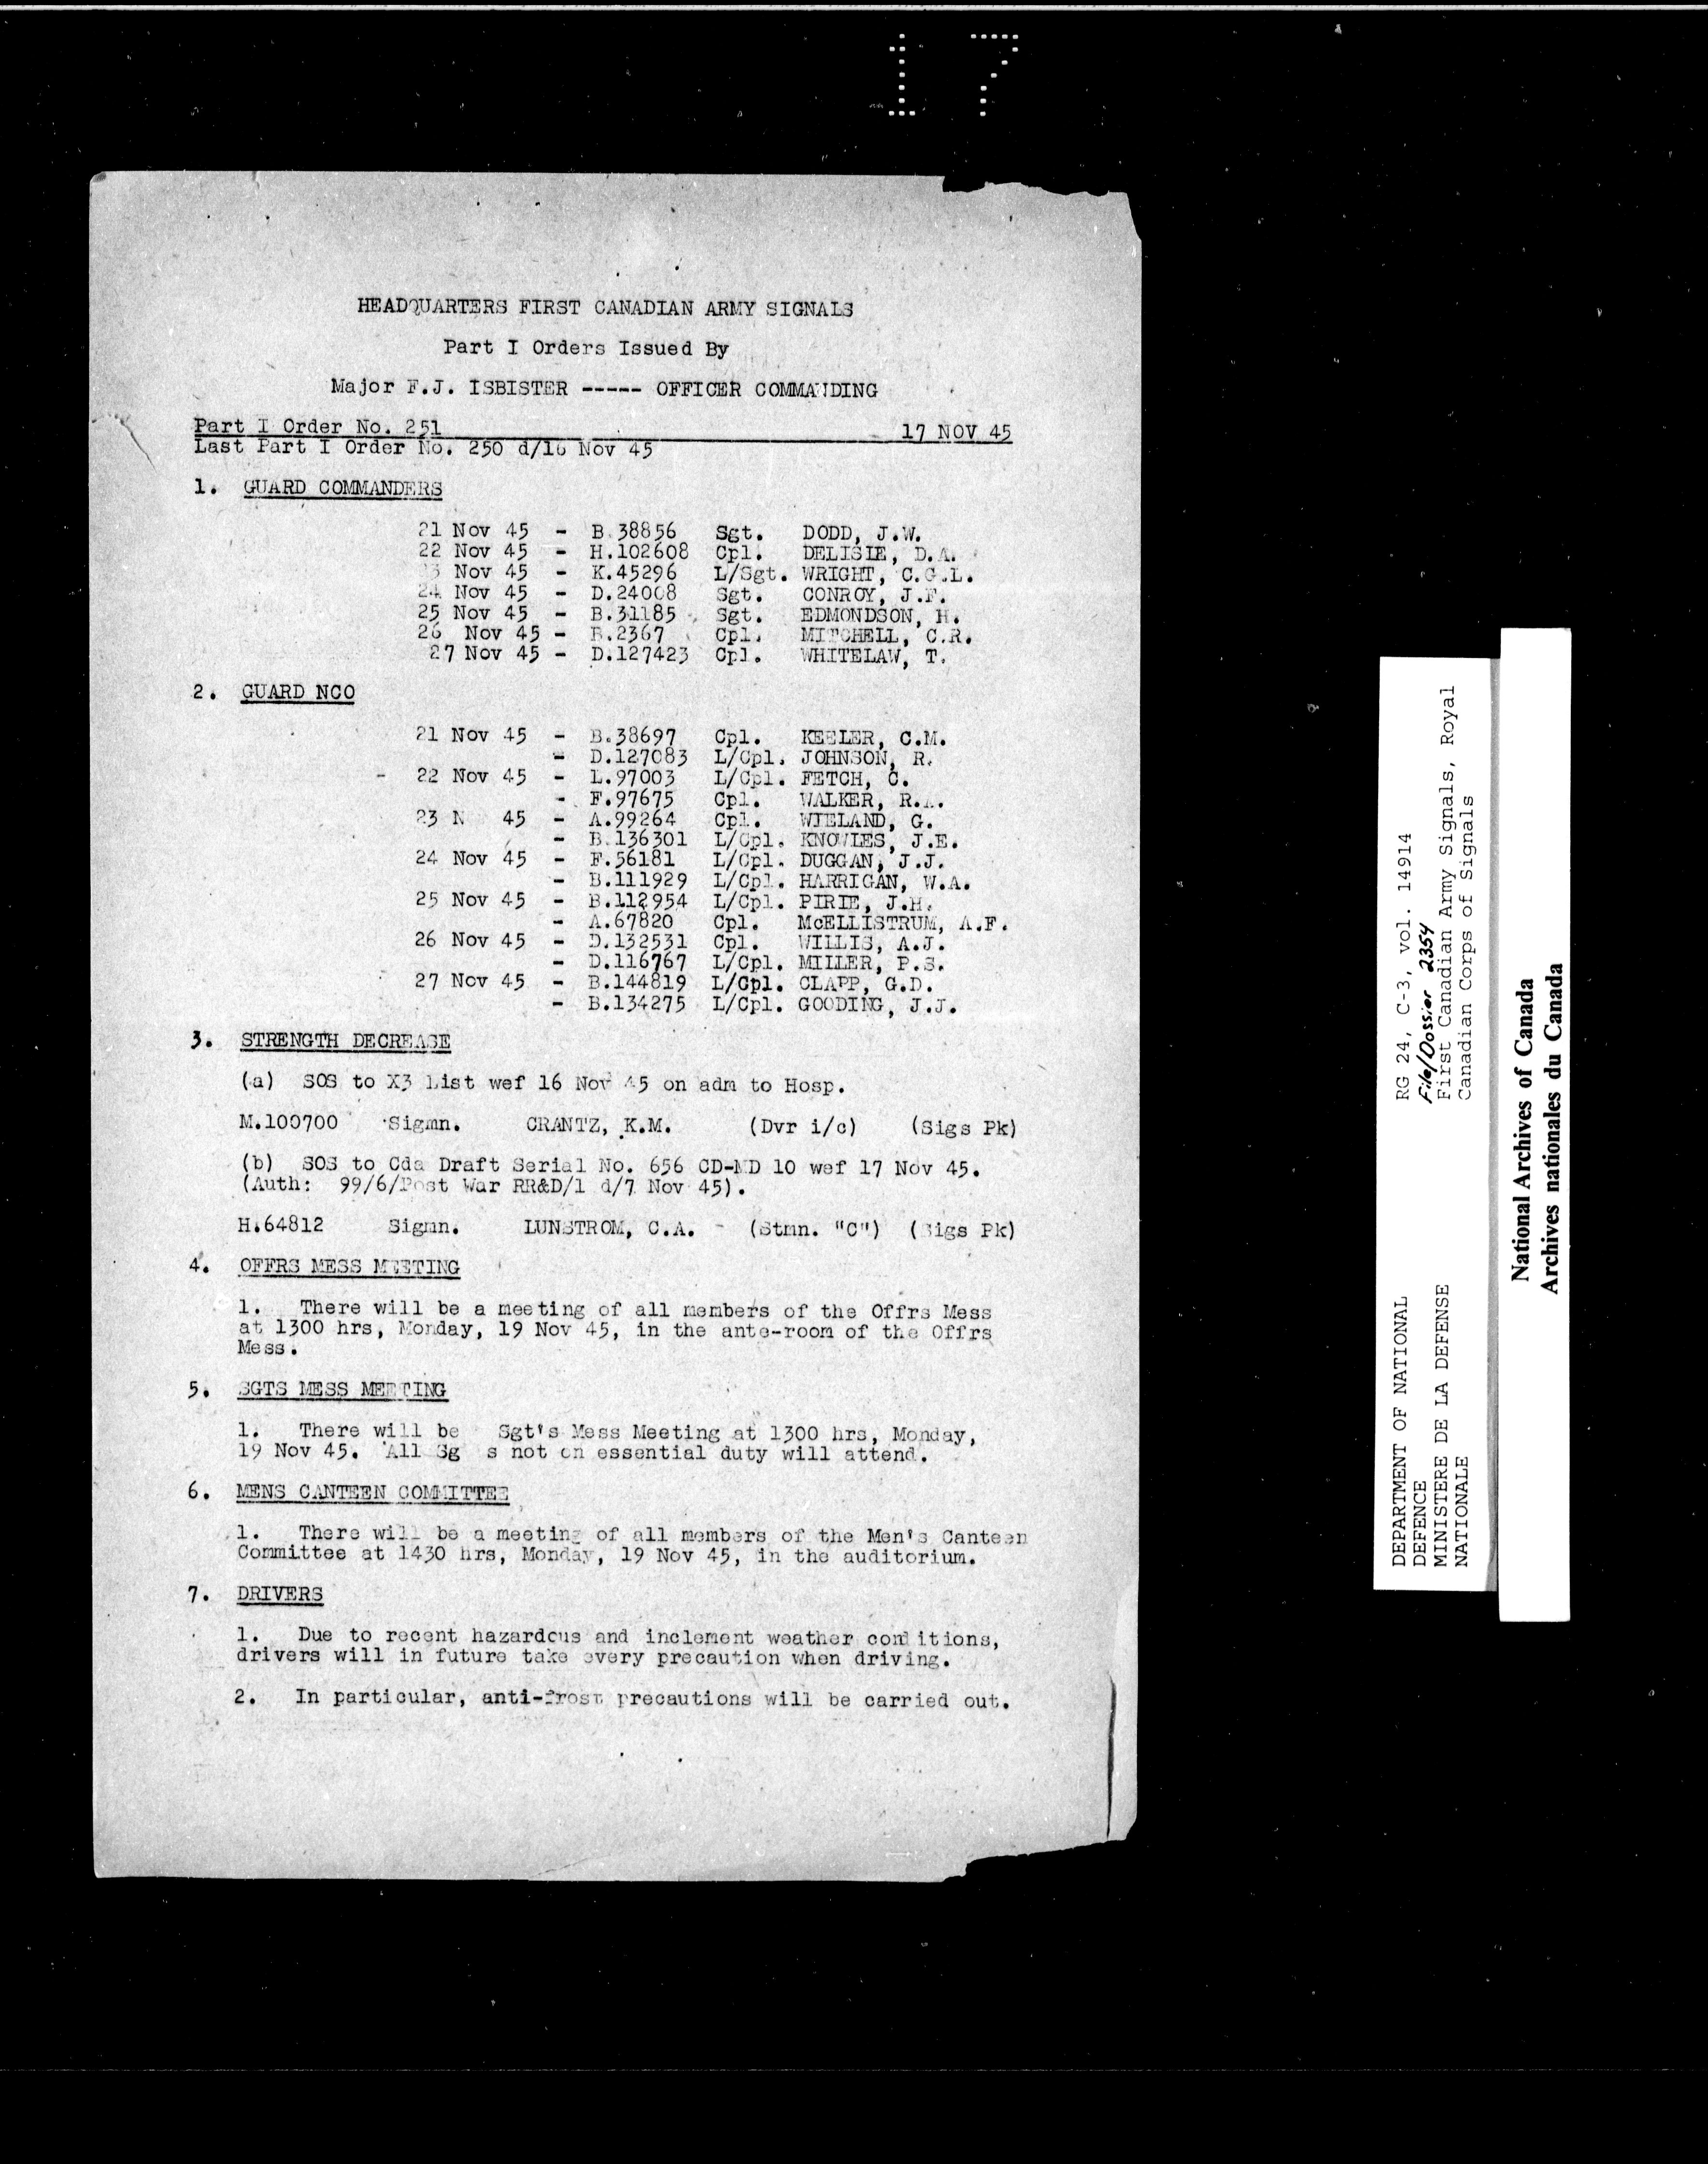 17
HEADQUARTERS FIRST CANADIAN ARMY SIGNALS
Part I Orders Issued By
Major F.J. ISBISTER ----- OFFICER COMMANDING
Part I Order No. 251 17 NOV 45
Last Part I Order No. 250 d/16 Nov 45
1. GUARD COMMANDERS
21 Nov 45 - B.38856 Sgt. DODD, J.W.
22 Nov 45 - H.102608 Cpl. DELISIE, D.A.
23 Nov 45 - K.45296 L/Sgt. WRIGHT, C.G.L.
24 Nov 45 - D.24008 Sgt. CONROY, J.F.
25 Nov 45 - B.31185 Sgt. EDMONDSON, H.
26 Nov 45 - B.2367 Cpl. MITCHELL, C.R.
27 Nov 45 - D.127423 Cpl. WHITELAW, T.
2. GUARD NCO
21 Nov 45 - B.38697 Cpl. KEELER, C.M.
- D.127083 L/Cpl. JOHNSON, R.
- 22 Nov 45 - L.97003 L/Cpl. FETCH, C.
- F.97675 Cpl. WALKER,
23 N 45 - A.99264 Cpl. WIELAND, G.
- B.136301 L/Cpl. KNOWLES, J.E.
24 Nov 45 - F.56181 L/Cpl. DUGGAN, J.J.
- B.111929 L/Cpl. HARRIGAN, W.A.
25 Nov 45 - B.112954 L/Cpl. PIRIE, J.H.
- A.67820 Cpl. McELLISTRUM, A.F.
26 Nov 45 - D.132531 Cpl. WILLIS, A.J.
- D.116767 L/Cpl. MILLER, P.S.
27 Nov 45 - B.144819 L/Cpl. CLAPP, G.D.
- B.134275 L/Cpl. GOODING, J.J.
3. STRENGTH DECREASE
(a) SOS to X3 List wef 16 Nov 45 on adm to Hosp.
M.100700 Sigmn. CRANTZ, K.M. (Dvr i/c) (Sigs Pk)
(b) SOS to Cda Draft Serial No. 656 CD-MD 10 wef 17 Nov 45.
(Auth: 99/6/Post War RR&D/1 d/7 Nov 45).
H.64812 Sigmn. LUNSTROM, C.A. - (Stmn. "C") (Sigs Pk)
4. OFFRS MESS MEETING
1. There will be a meeting of all members of the Offrs Mess
at 1300 hrs, Monday, 19 Nov 45, in the ante-room of the Offrs
Mess.
5. SGTS MESS MEETING
1. There will be Sgt's Mess Meeting at 1300 hrs, Monday,
19 Nov 45. All Sg s not on essential duty will attend.
6. MENS CANTEEN COMMITTEE
1. There will be a meeting of all members of the Men's Canteen
Committee at 1430 hrs, Monday, 19 Nov 45, in the auditorium.
7. DRIVERS
1. Due to recent hazardous and inclement weather conditions,
drivers will in future take every precaution when driving.
2. In particular, anti-frost precautions will be carried out.
DEPARTMENT OF NATIONAL
DEFENCE
MINISTERE DE LA DEFENSE
NATIONALE
RG 24, C-3, vol. 14914
File/Dossier 2354
First Canadian Army Signals, Royal
Canadian Corps of Signals
National Archives of Canada
Archives nationales du Canada